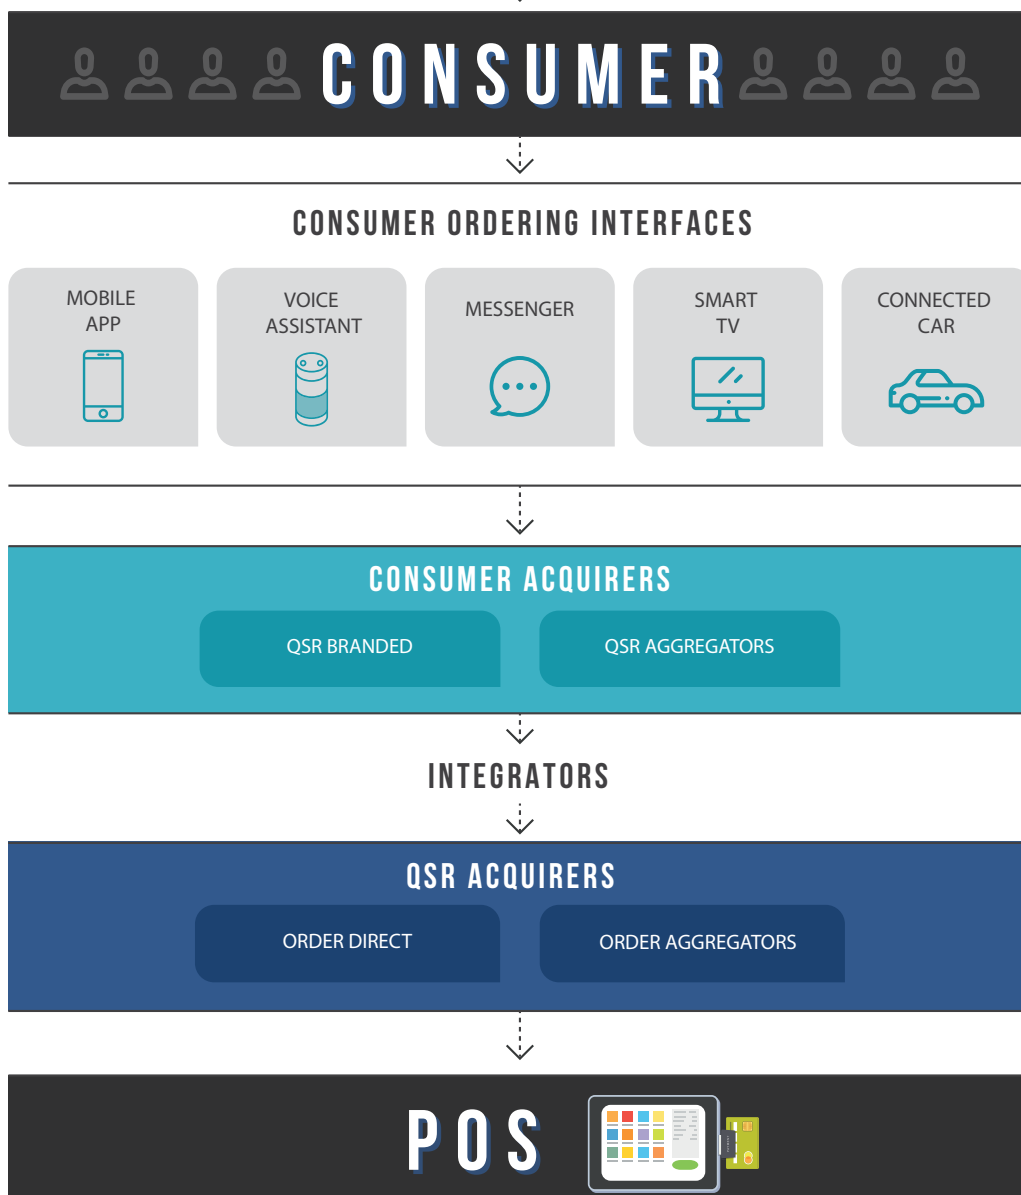 CONSUMER
CONSUMER ORDERING INTERFACES
MOBILE
APP
VOICE
ASSISTANT
MESSENGER
SMART
TV
CONNECTED
CAR
CONSUMER ACQUIRERS
QSR BRANDED
QSR AGGREGATORS
INTEGRATORS
QSR ACQUIRERS
ORDER DIRECT
ORDER AGGREGATORS
POS